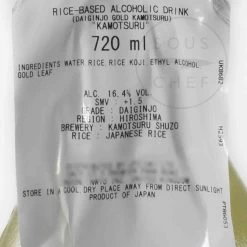 RICE-BASED ALCOHOLIC DRINK
(DAIGINJO GOLD KAMOTSURU)
"KAMOTSURU"
720 ml
INGREDIENTS WATER RICE RICE KOJI ETHYL ALCOHOL
GOLD LEAF
ALC. 16.4% VOL
SMV : +1.5
GRADE : DAIGINJO
REGION : HIROSHIMA
BREWERY : KAMOTSURU SHUZO
RICE : JAPANESE RICE
STORE IN A COOL, DRY PLACE AWAY FROM DIRECT SUNLIGHT
PRODUCT OF JAPAN
SOUS
CHEF